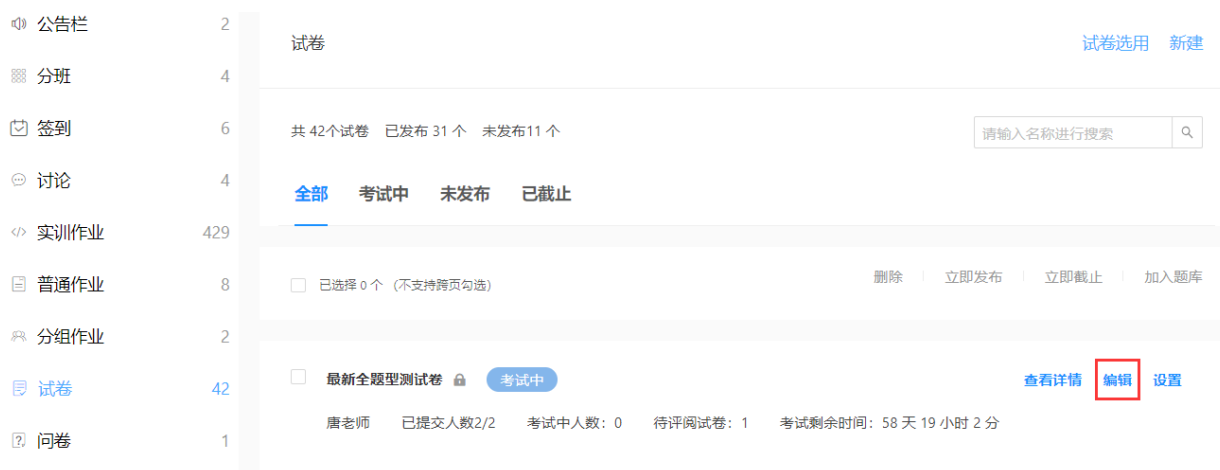 公告栏 2
分班 4
签到 6
讨论 4
实训作业 429
普通作业 8
分组作业 2
试卷 42
问卷 1
试卷 试卷选用 新建
共 42个试卷 已发布 31 个 未发布11 个 请输入名称进行搜索
全部 考试中 未发布 已截止
已选择 0 个 (不支持跨页勾选) 删除 立即发布 立即截止 加入题库
最新全题型测试卷 考试中 查看详情 编辑 设置
唐老师 已提交人数2/2 考试中人数：0 待评阅试卷：1 考试剩余时间：58 天 19 小时 2 分